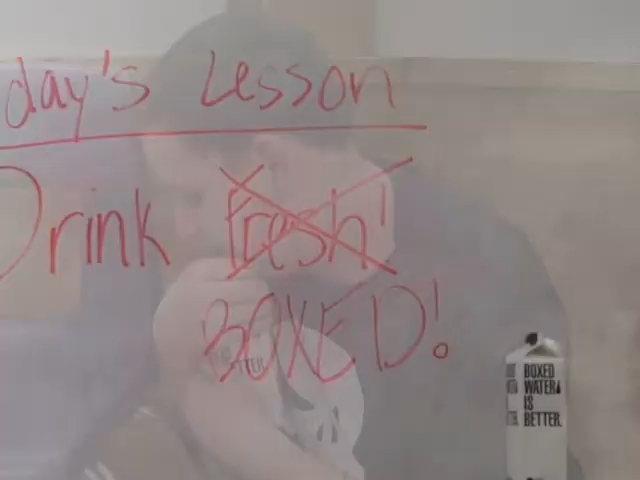 day's Lesson
Drink Fresh!
BOXED!
BOXED
WATER
IS
BETTER.